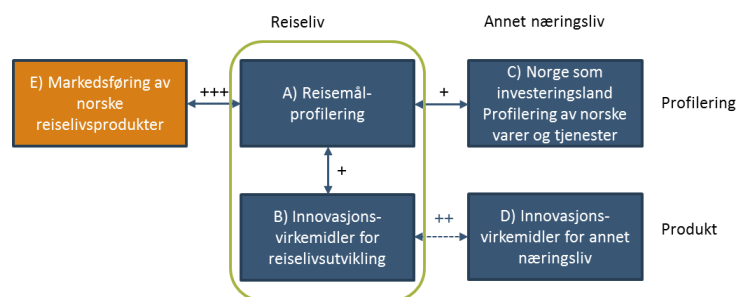 Reiseliv
Annet næringsliv
E) Markedsføring av
norske
reiselivsprodukter
+++
A) Reisemål-
profilering
+
C) Norge som
investeringsland
Profilering av norske
varer og tjenester
Profilering
+
B) Innovasjons-
virkemidler for
reiselivsutvikling
++
D) Innovasjons-
virkemidler for annet
næringsliv
Produkt